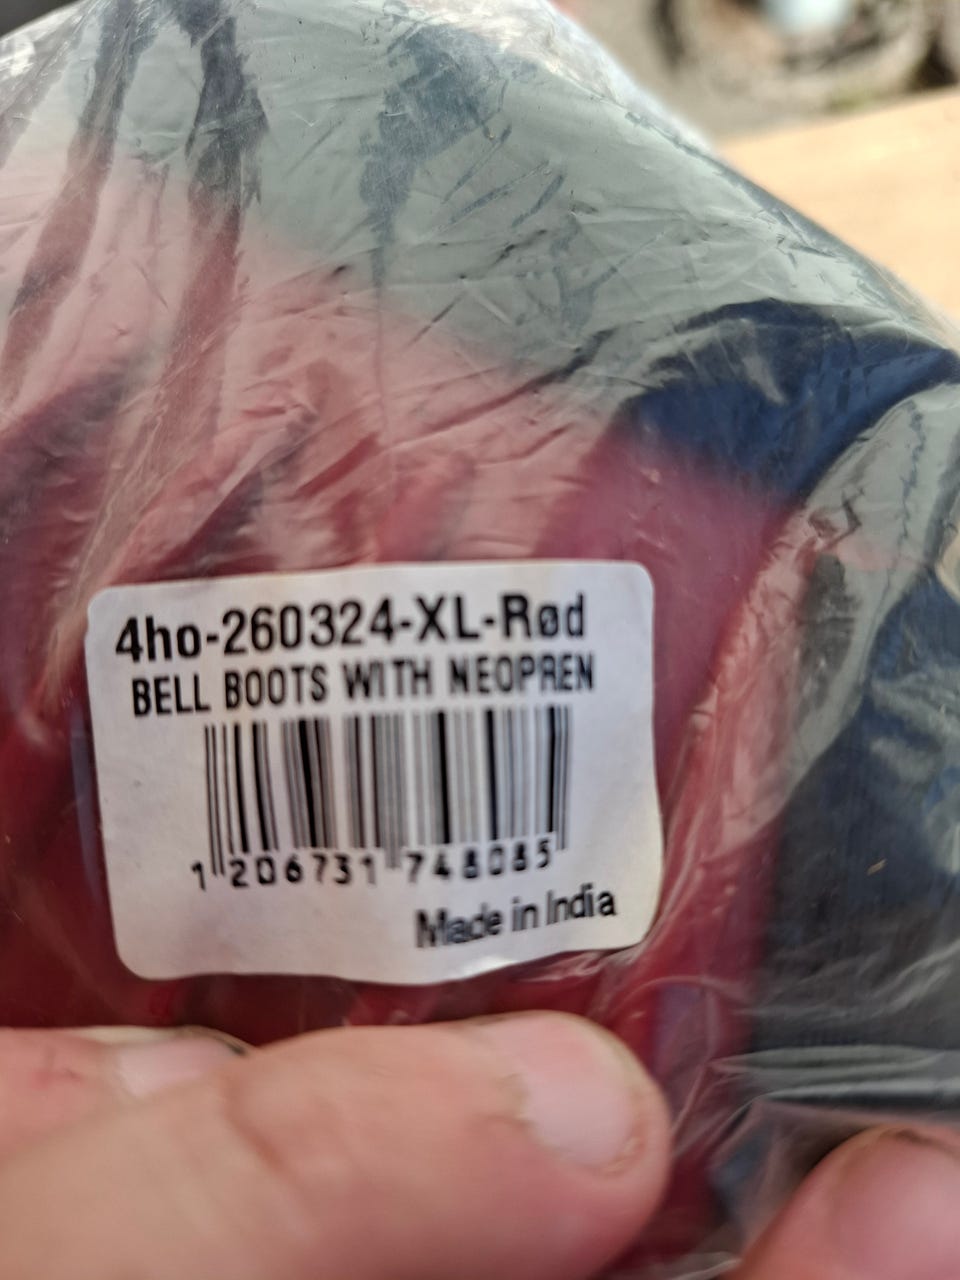 4ho-260324-XL-Rød
BELL BOOTS WITH NEOPREN
1 206731 748085
Made in India